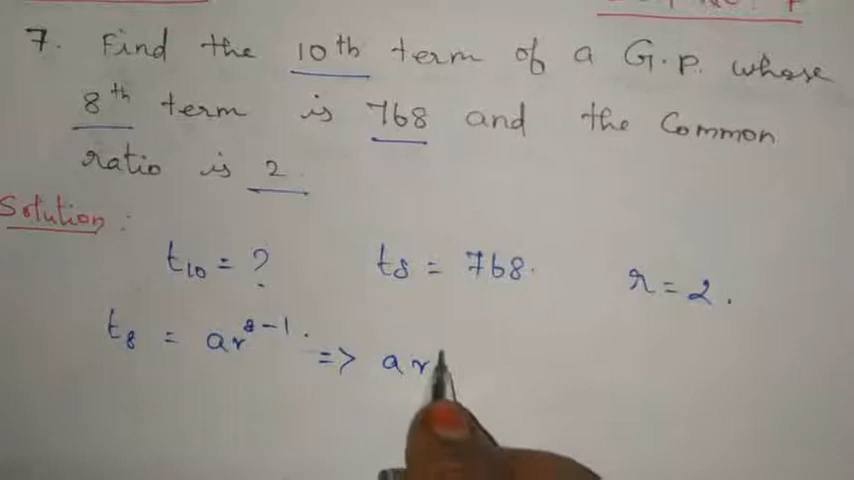 7. Find the 10th term of a G.P. whose
8th term is 768 and the Common
ratio is 2.
Solution :
t10 = ? t8 = 768. r = 2.
t8 = ar^8-1. => ar